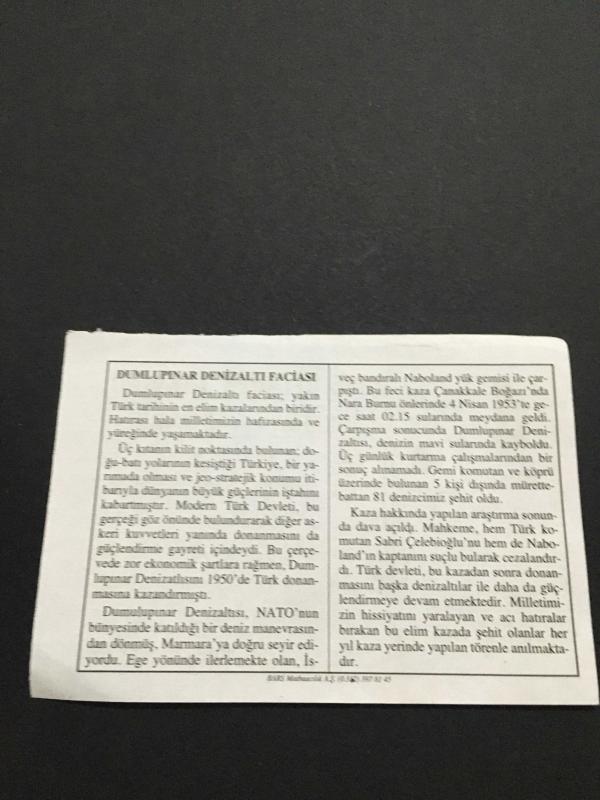 DUMLUPINAR DENİZALTI FACİASI
Dumlupınar Denizaltı faciası; yakın
Türk tarihinin en elim kazalarından biridir.
Hatırası hala milletimizin hafızasında ve
yüreğinde yaşamaktadır.
Üç kıtanın kilit noktasında bulunan; do-
ğu-batı yolarının kesiştiği Türkiye, bir ya-
rımada olması ve jeo-stratejik konumu iti-
barıyla dünyanın büyük güçlerinin iştahını
kabartmıştır. Modern Türk Devleti, bu
gerçeği göz önünde bulundurarak diğer as-
keri kuvvetleri yanında donanmasını da
güçlendirme gayreti içindeydi. Bu çerçe-
vede zor ekonomik şartlara rağmen, Dum-
lupınar Denizatlısını 1950'de Türk donan-
masına kazandırmıştı.
Dumulupınar Denizaltısı, NATO'nun
bünyesinde katıldığı bir deniz manevrasın-
dan dönmüş, Marmara'ya doğru seyir edi-
yordu. Ege yönünde ilerlemekte olan, İs-
veç bandıralı Naboland yük gemisi ile çar-
pıştı. Bu feci kaza Çanakkale Boğazı'nda
Nara Burnu önlerinde 4 Nisan 1953'te ge-
ce saat 02.15 sularında meydana geldi.
Çarpışma sonucunda Dumlupınar Deni-
zaltısı, denizin mavi sularında kayboldu.
Üç günlük kurtarma çalışmalarından bir
sonuç alınamadı. Gemi komutan ve köprü
üzerinde bulunan 5 kişi dışında mürette-
battan 81 denizcimiz şehit oldu.
Kaza hakkında yapılan araştırma sonun-
da dava açıldı. Mahkeme, hem Türk ko-
mutan Sabri Çelebioğlu'nu hem de Nabo-
land'ın kaptanını suçlu bularak cezalandır-
dı. Türk devleti, bu kazadan sonra donan-
masını başka denizaltılar ile daha da güç-
lendirmeye devam etmektedir. Milletimi-
zin hissiyatını yaralayan ve acı hatıralar
bırakan bu elim kazada şehit olanlar her
yıl kaza yerinde yapılan törenle anılmakta-
dır.
Matbaacılık A.Ş.